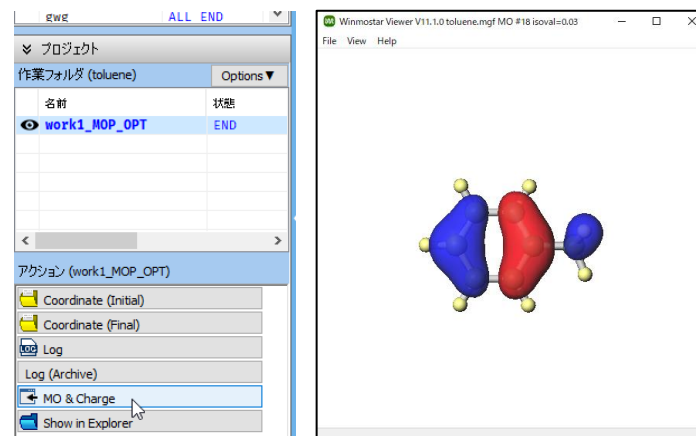 gwg ALL END
プロジェクト
作業フォルダ (toluene) Options▼
名前 状態
work1_MOP_OPT END
アクション (work1_MOP_OPT)
Coordinate (Initial)
Coordinate (Final)
LOG Log
Log (Archive)
MO & Charge
Show in Explorer
Winmostar Viewer V11.1.0 toluene.mgf MO #18 isoval=0.03
File View Help